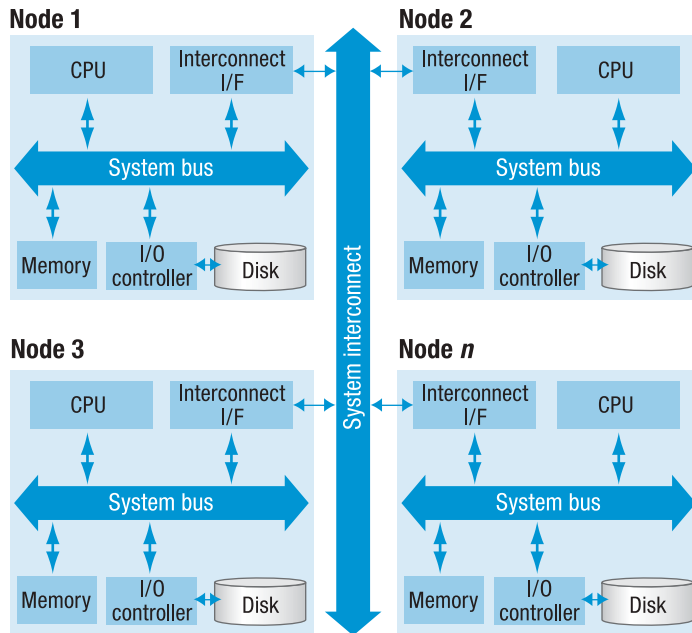 Node 1
CPU
Interconnect
I/F
System bus
Memory
I/O
controller
Disk
Node 2
Interconnect
I/F
CPU
System bus
Memory
I/O
controller
Disk
System interconnect
Node 3
CPU
Interconnect
I/F
System bus
Memory
I/O
controller
Disk
Node n
Interconnect
I/F
CPU
System bus
Memory
I/O
controller
Disk